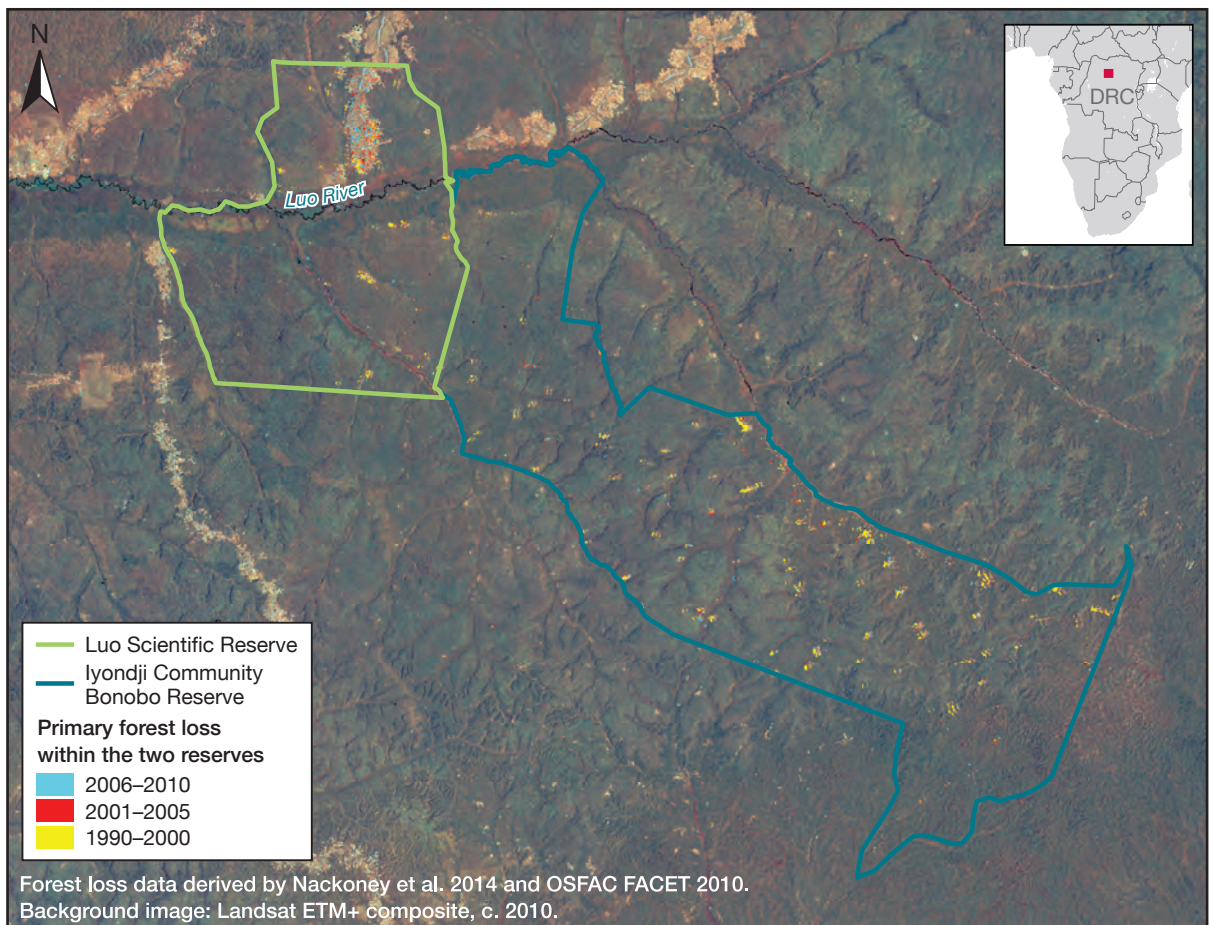 N
DRC
Luo River
Luo Scientific Reserve
Iyondji Community
Bonobo Reserve
Primary forest loss
within the two reserves
2006–2010
2001–2005
1990–2000
Forest loss data derived by Nackoney et al. 2014 and OSFAC FACET 2010.
Background image: Landsat ETM+ composite, c. 2010.